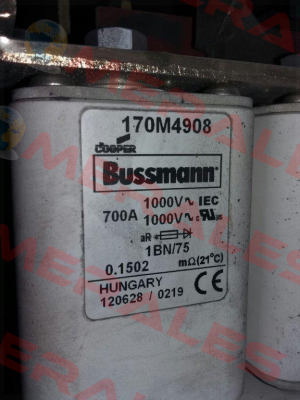 170M4908
COOPER
Bussmann®
1000V~ IEC
700A 1000V~
aR
1BN/75
0.1502 mΩ(21°C)
HUNGARY
120628 / 0219 CE